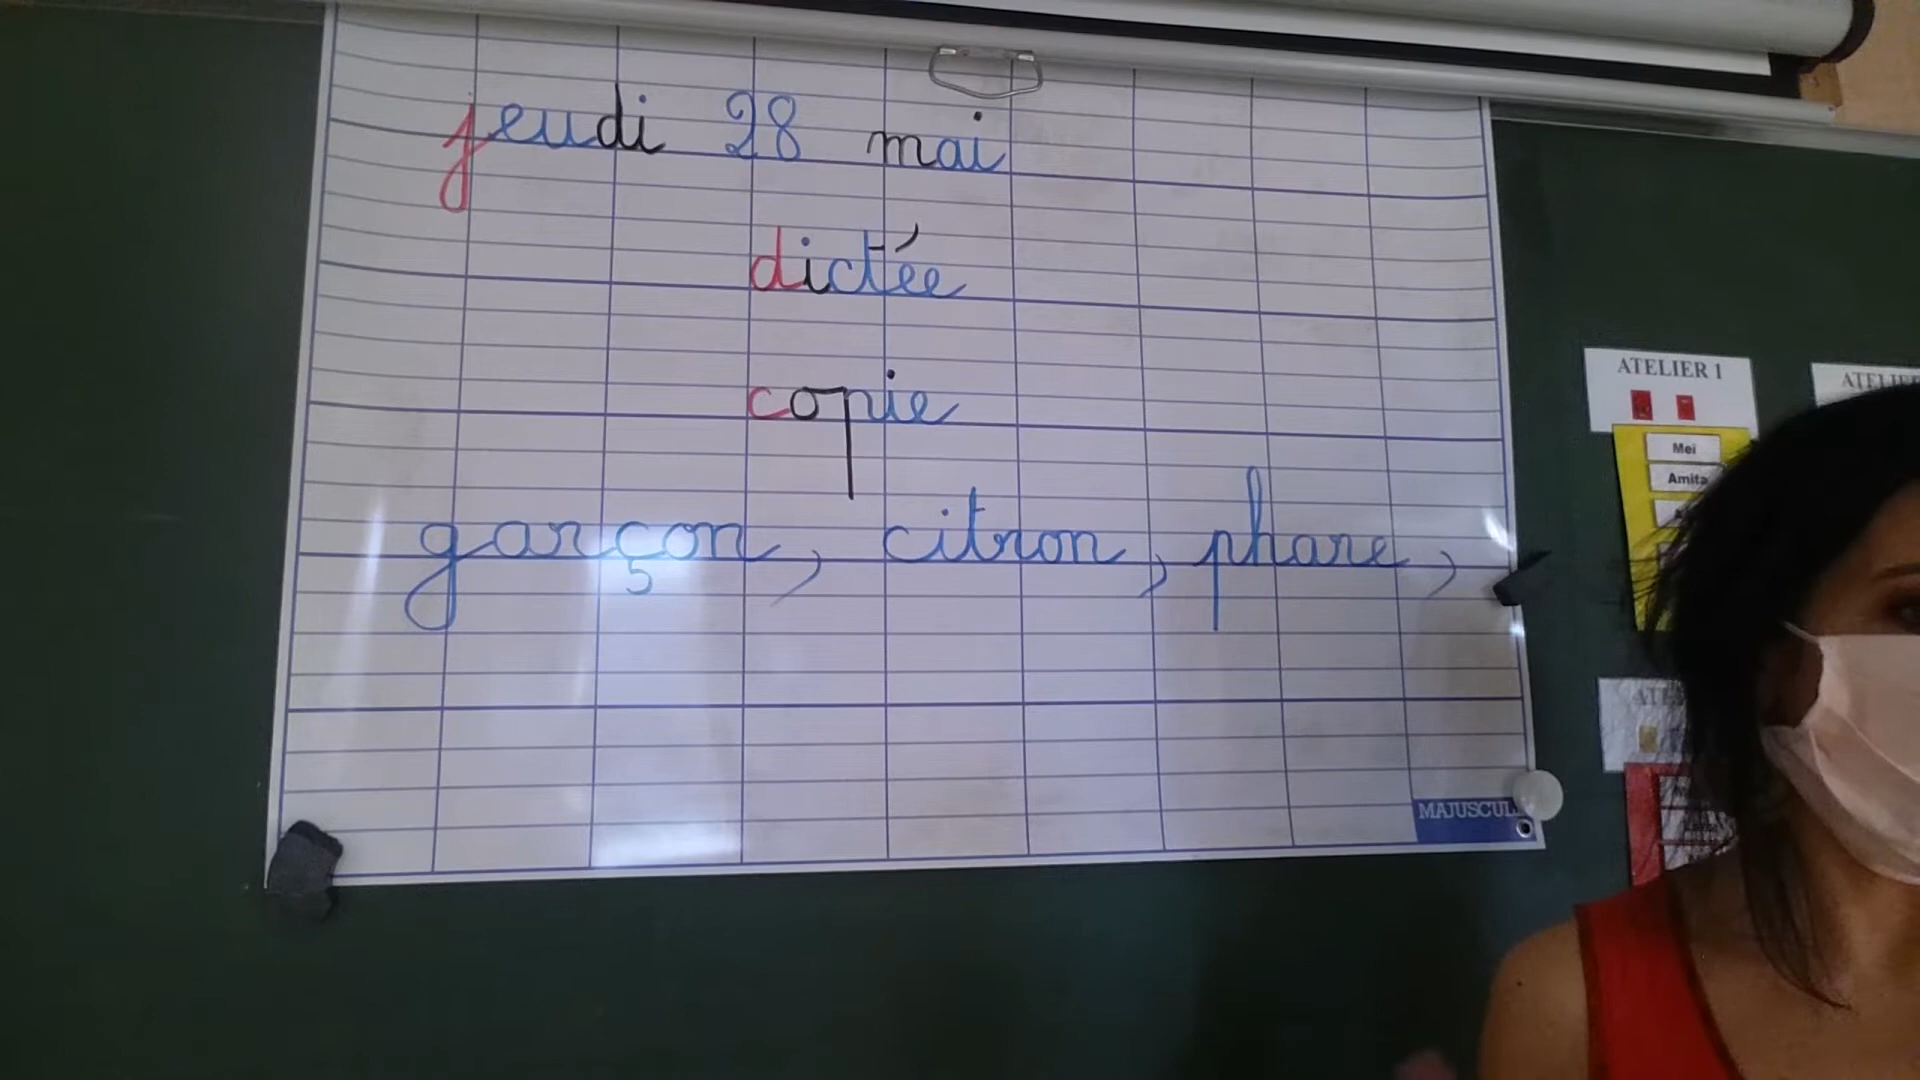 jeudi 28 mai
dictée
copie
garçon, citron, phare,
ATELIER 1
Mei
Amita
MAJUSCUL